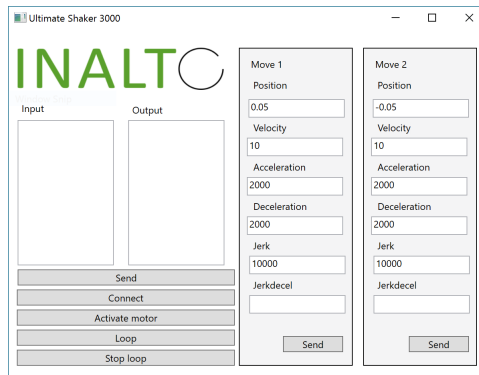 Ultimate Shaker 3000
INALTO
Input
Output
Send
Connect
Activate motor
Loop
Stop loop
Move 1
Position
0.05
Velocity
10
Acceleration
2000
Deceleration
2000
Jerk
10000
Jerkdecel
Send
Move 2
Position
-0.05
Velocity
10
Acceleration
2000
Deceleration
2000
Jerk
10000
Jerkdecel
Send